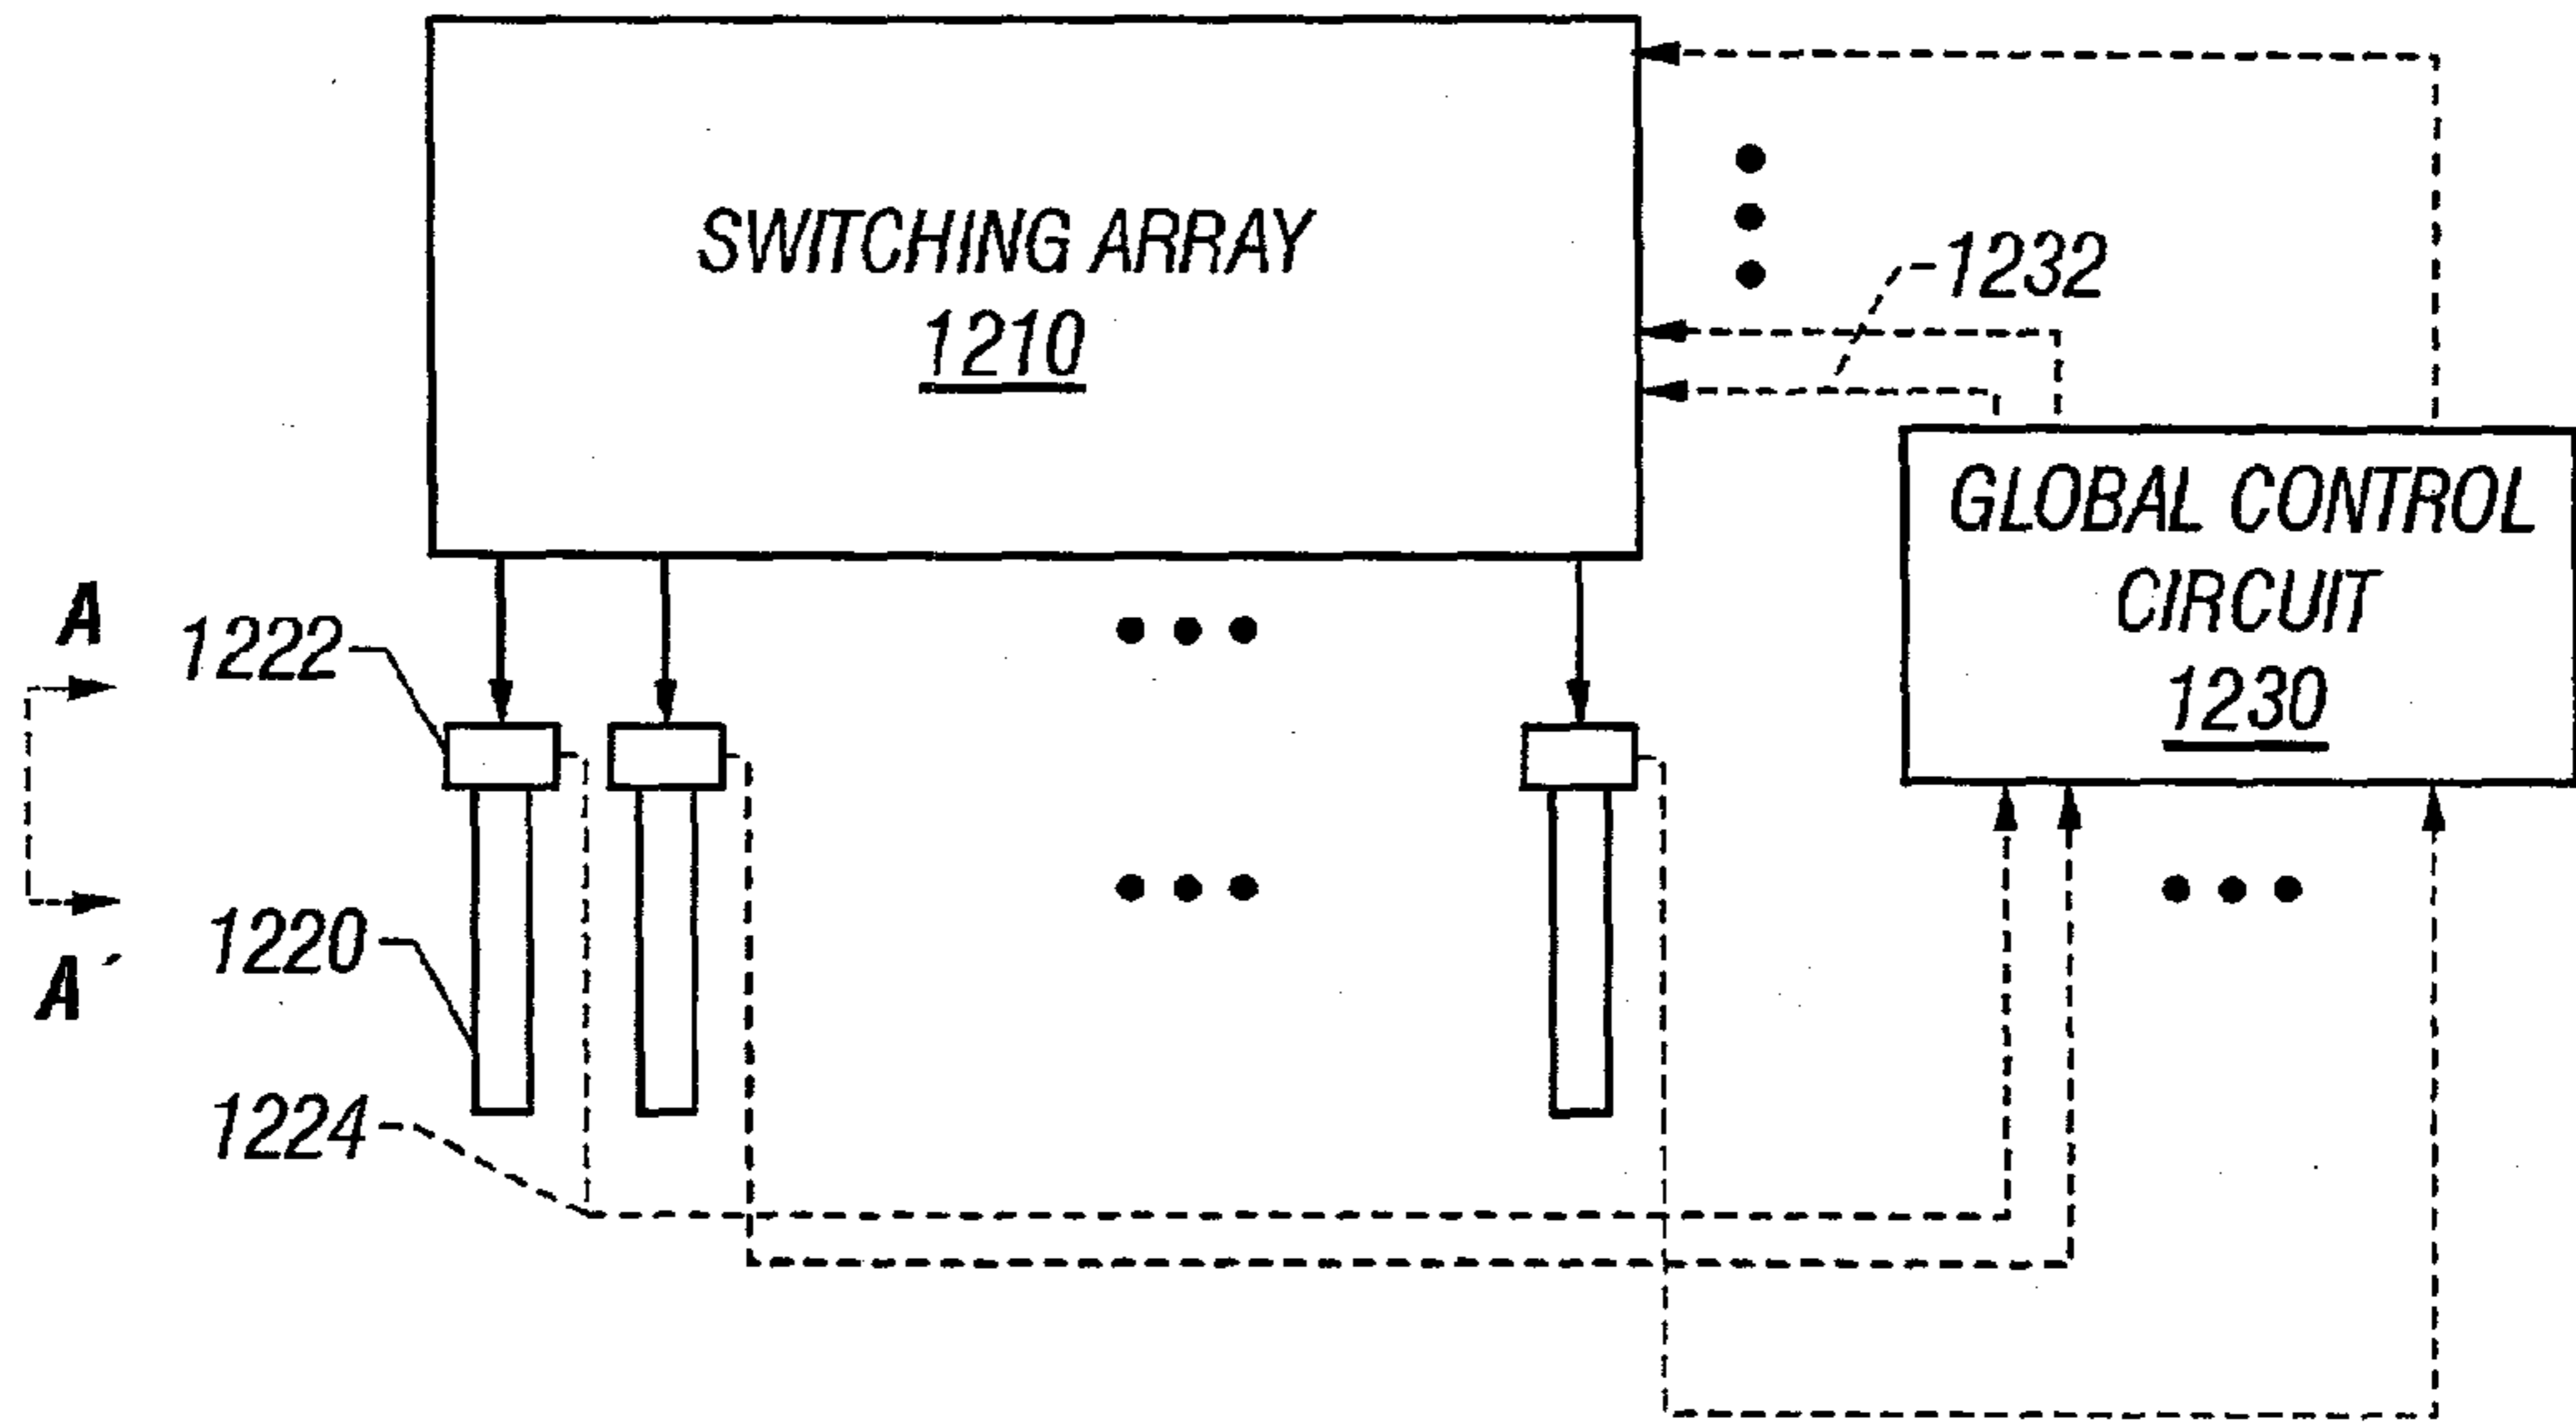 SWITCHING ARRAY
1210
1232
GLOBAL CONTROL
CIRCUIT
1230
A
1222
A´
1220
1224